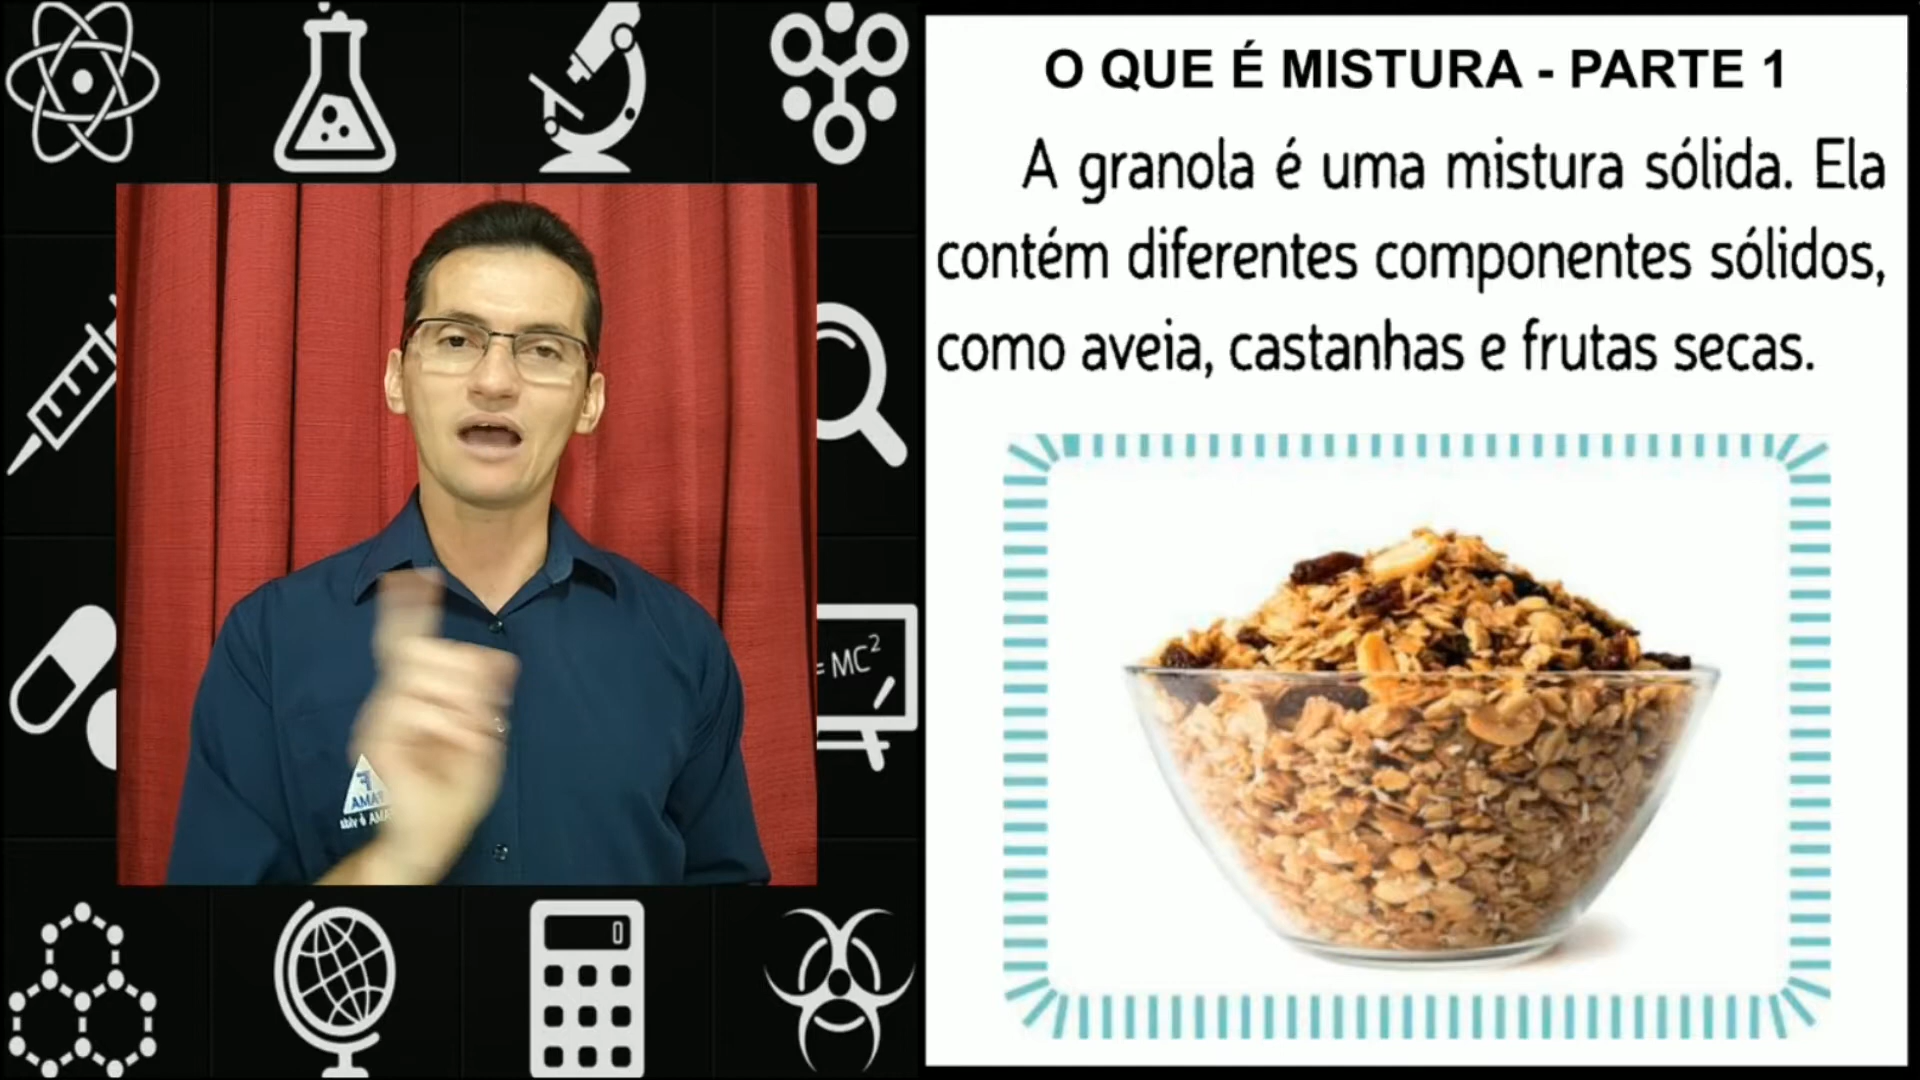 O QUE É MISTURA - PARTE 1
A granola é uma mistura sólida. Ela
contém diferentes componentes sólidos,
como aveia, castanhas e frutas secas.
= MC²
0